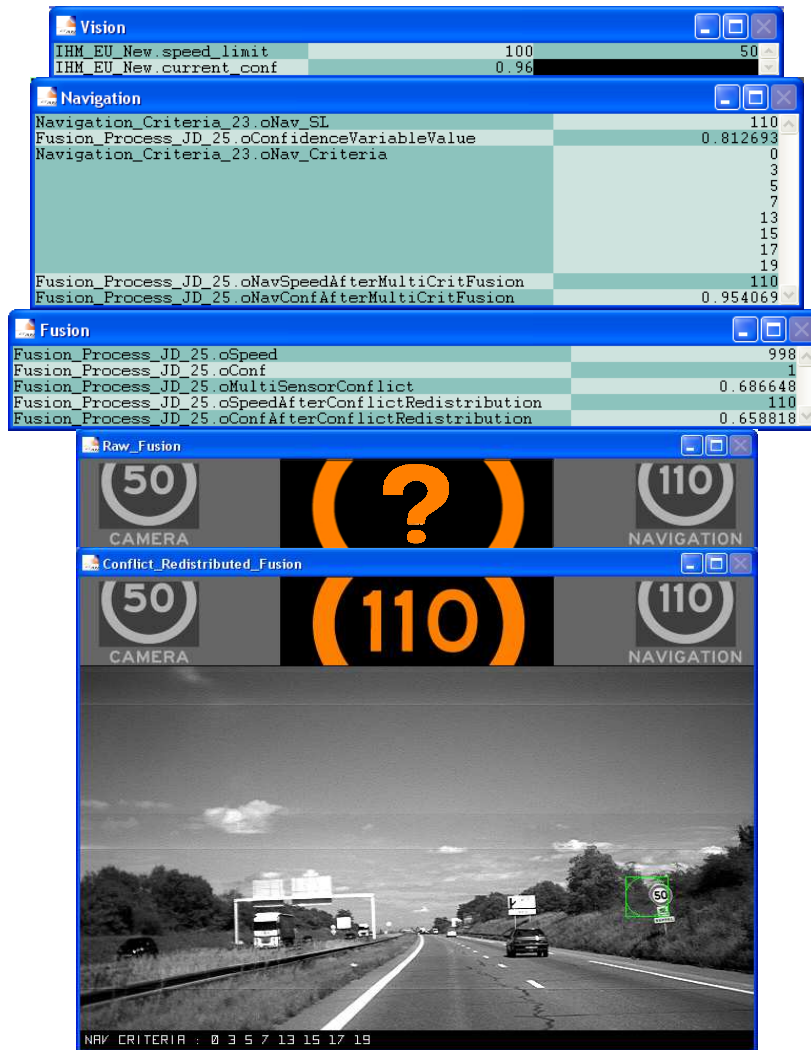 Vision
IHM_EU_New.speed_limit 100 50
IHM_EU_New.current_conf 0.96
Navigation
Navigation_Criteria_23.oNav_SL 110
Fusion_Process_JD_25.oConfidenceVariableValue 0.812693
Navigation_Criteria_23.oNav_Criteria 0
3
5
7
13
15
17
19
Fusion_Process_JD_25.oNavSpeedAfterMultiCritFusion 110
Fusion_Process_JD_25.oNavConfAfterMultiCritFusion 0.954069
Fusion
Fusion_Process_JD_25.oSpeed 998
Fusion_Process_JD_25.oConf 1
Fusion_Process_JD_25.oMultiSensorConflict 0.686648
Fusion_Process_JD_25.oSpeedAfterConflictRedistribution 110
Fusion_Process_JD_25.oConfAfterConflictRedistribution 0.658818
Raw_Fusion
50 ? 110
CAMERA NAVIGATION
Conflict_Redistributed_Fusion
50 110 110
CAMERA NAVIGATION
50
NAV CRITERIA : 0 3 5 7 13 15 17 19